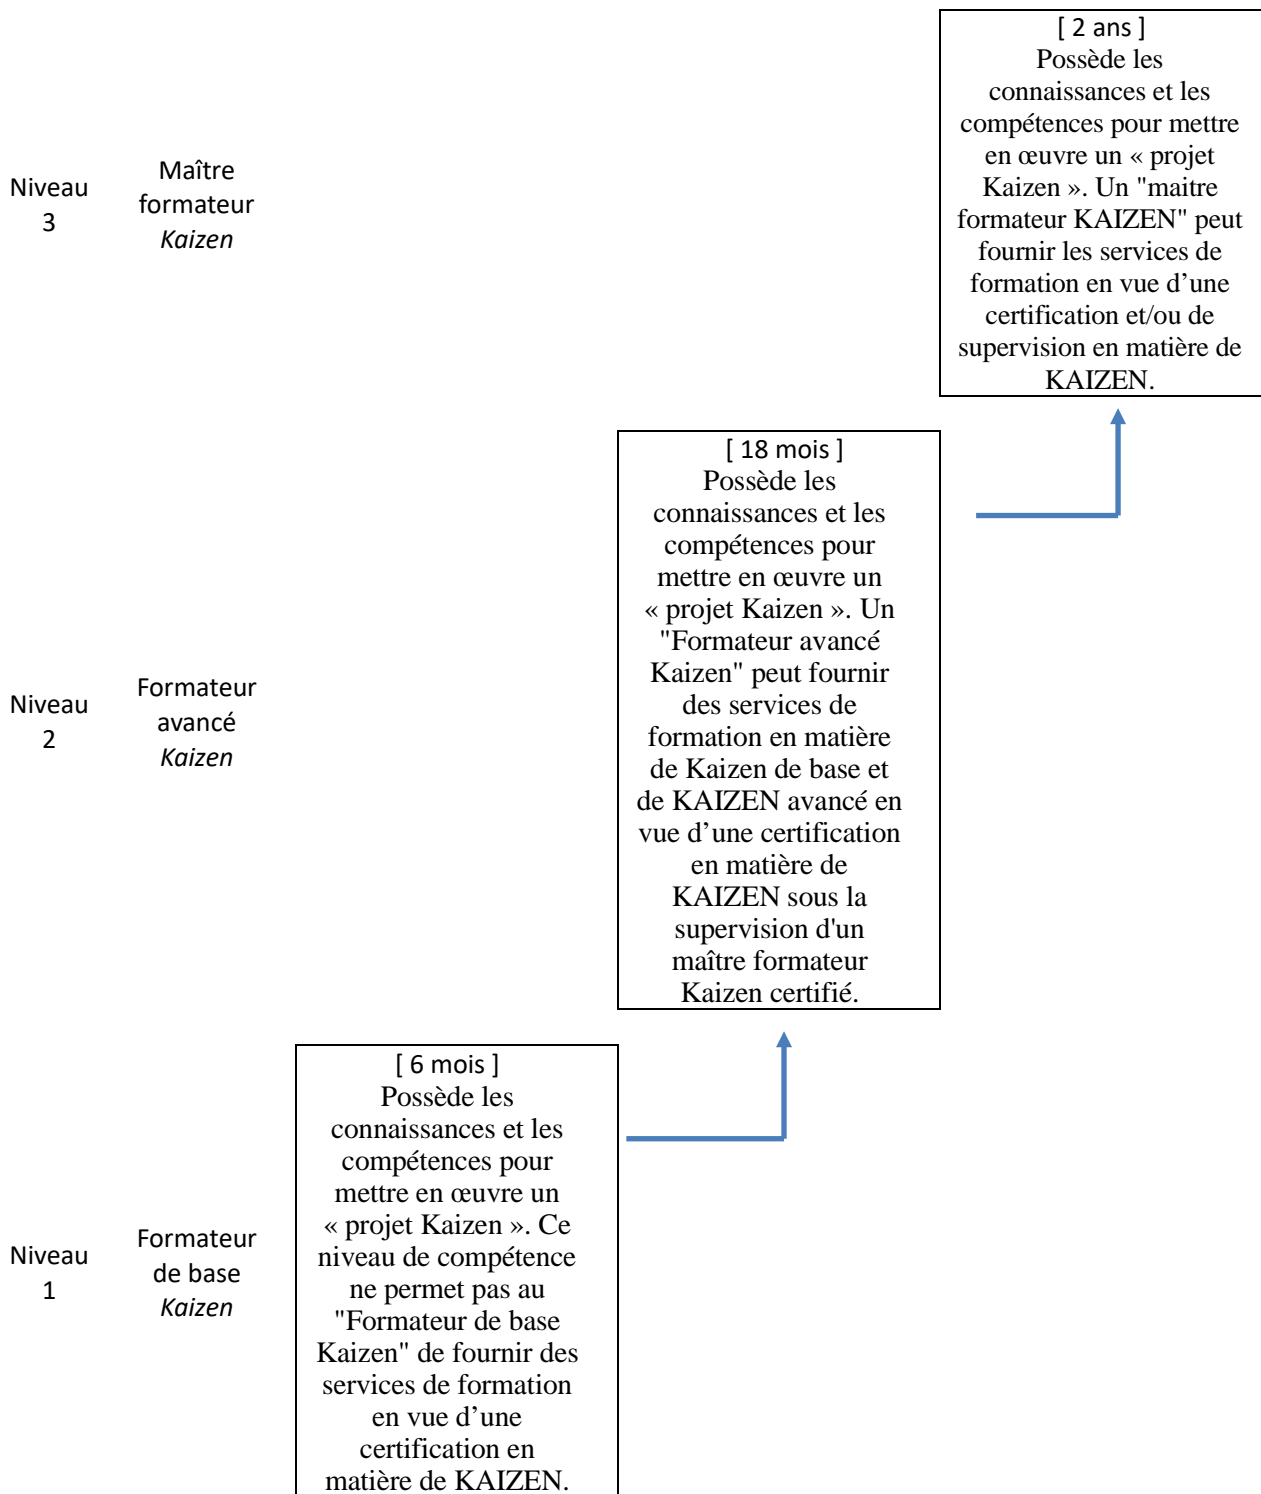 [ 2 ans ]
Possède les
connaissances et les
compétences pour mettre
en œuvre un « projet
Kaizen ». Un "maitre
formateur KAIZEN" peut
fournir les services de
formation en vue d’une
certification et/ou de
supervision en matière de
KAIZEN.
Niveau
3
Maître
formateur
Kaizen
[ 18 mois ]
Possède les
connaissances et les
compétences pour
mettre en œuvre un
« projet Kaizen ». Un
"Formateur avancé
Kaizen" peut fournir
des services de
formation en matière
de Kaizen de base et
de KAIZEN avancé en
vue d’une certification
en matière de
KAIZEN sous la
supervision d'un
maître formateur
Kaizen certifié.
Niveau
2
Formateur
avancé
Kaizen
[ 6 mois ]
Possède les
connaissances et les
compétences pour
mettre en œuvre un
« projet Kaizen ». Ce
niveau de compétence
ne permet pas au
"Formateur de base
Kaizen" de fournir des
services de formation
en vue d’une
certification en
matière de KAIZEN.
Niveau
1
Formateur
de base
Kaizen